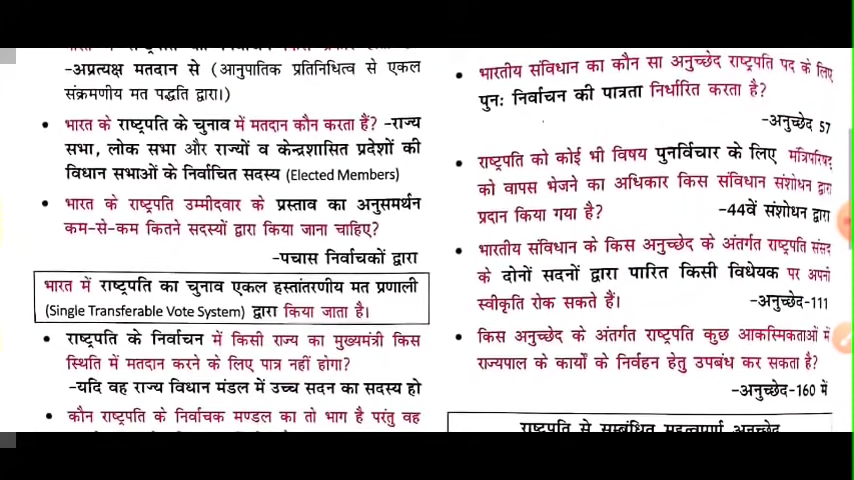 -अप्रत्यक्ष मतदान से (आनुपातिक प्रतिनिधित्व से एकल
संक्रमणीय मत पद्धति द्वारा।)
• भारत के राष्ट्रपति के चुनाव में मतदान कौन करता हैं? -राज्य
सभा, लोक सभा और राज्यों व केन्द्रशासित प्रदेशों की
विधान सभाओं के निर्वाचित सदस्य (Elected Members)
• भारत के राष्ट्रपति उम्मीदवार के प्रस्ताव का अनुसमर्थन
कम-से-कम कितने सदस्यों द्वारा किया जाना चाहिए?
-पचास निर्वाचकों द्वारा
भारत में राष्ट्रपति का चुनाव एकल हस्तांतरणीय मत प्रणाली
(Single Transferable Vote System) द्वारा किया जाता है।
• राष्ट्रपति के निर्वाचन में किसी राज्य का मुख्यमंत्री किस
स्थिति में मतदान करने के लिए पात्र नहीं होगा?
-यदि वह राज्य विधान मंडल में उच्च सदन का सदस्य हो
• कौन राष्ट्रपति के निर्वाचक मण्डल का तो भाग है परंतु वह
• भारतीय संविधान का कौन सा अनुच्छेद राष्ट्रपति पद के लिए
पुनः निर्वाचन की पात्रता निर्धारित करता है?
-अनुच्छेद 57
• राष्ट्रपति को कोई भी विषय पुनर्विचार के लिए मंत्रिपरिषद
को वापस भेजने का अधिकार किस संविधान संशोधन द्वारा
प्रदान किया गया है? -44वें संशोधन द्वारा
• भारतीय संविधान के किस अनुच्छेद के अंतर्गत राष्ट्रपति संसद
के दोनों सदनों द्वारा पारित किसी विधेयक पर अपनी
स्वीकृति रोक सकते हैं। -अनुच्छेद-111
• किस अनुच्छेद के अंतर्गत राष्ट्रपति कुछ आकस्मिकताओं में
राज्यपाल के कार्यों के निर्वहन हेतु उपबंध कर सकता है?
-अनुच्छेद-160 में
राष्ट्रपति से सम्बंधित महत्वपूर्ण अनुच्छेद